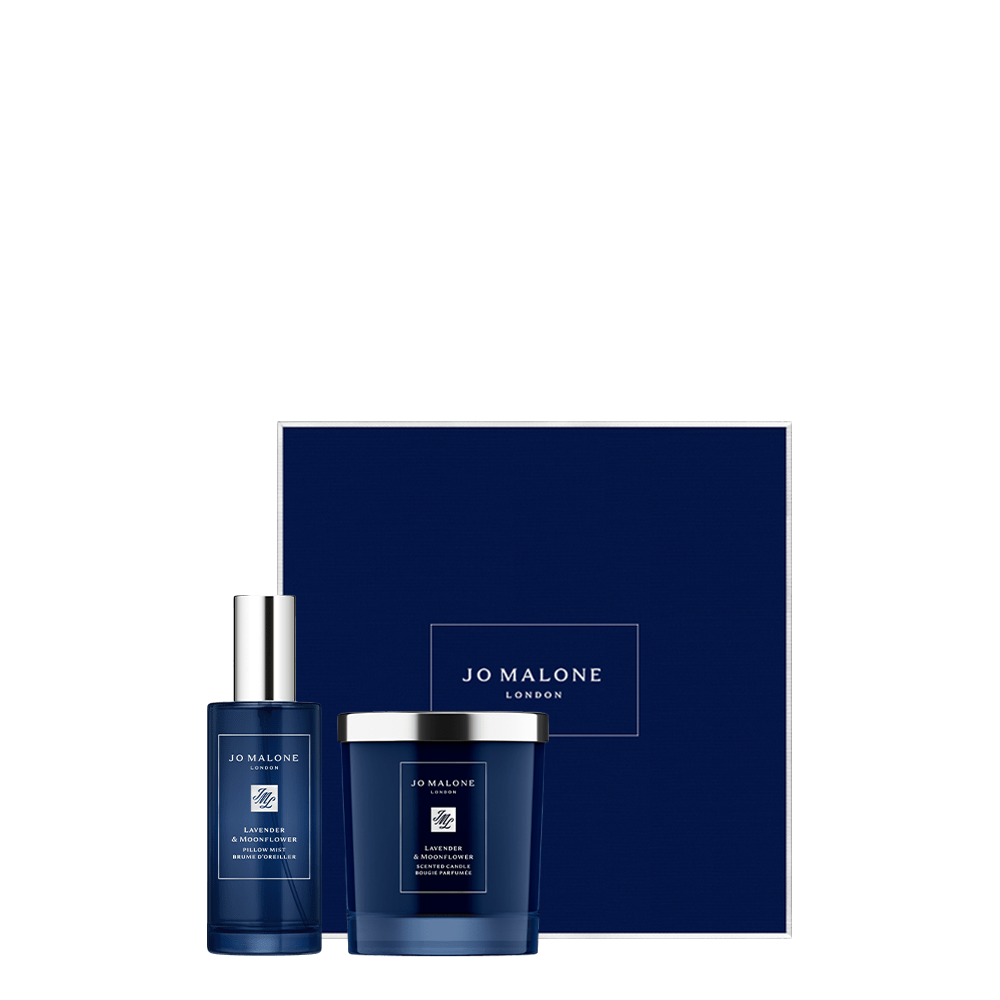 JO MALONE
LONDON
JO MALONE
LONDON
JML
LAVENDER
& MOONFLOWER
PILLOW MIST
BRUME D'OREILLER
JO MALONE
LONDON
JML
LAVENDER
& MOONFLOWER
SCENTED CANDLE
BOUGIE PARFUMÉE